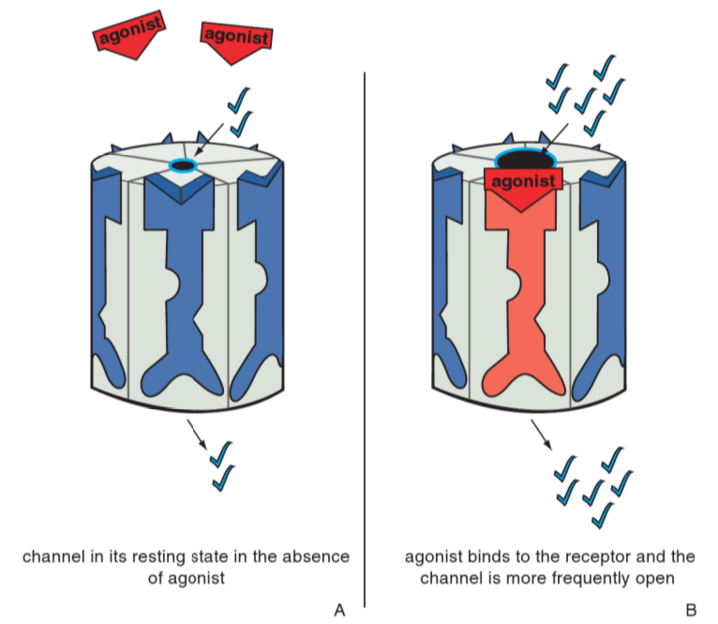 agonist
agonist
channel in its resting state in the absence
of agonist
A
agonist
agonist binds to the receptor and the
channel is more frequently open
B